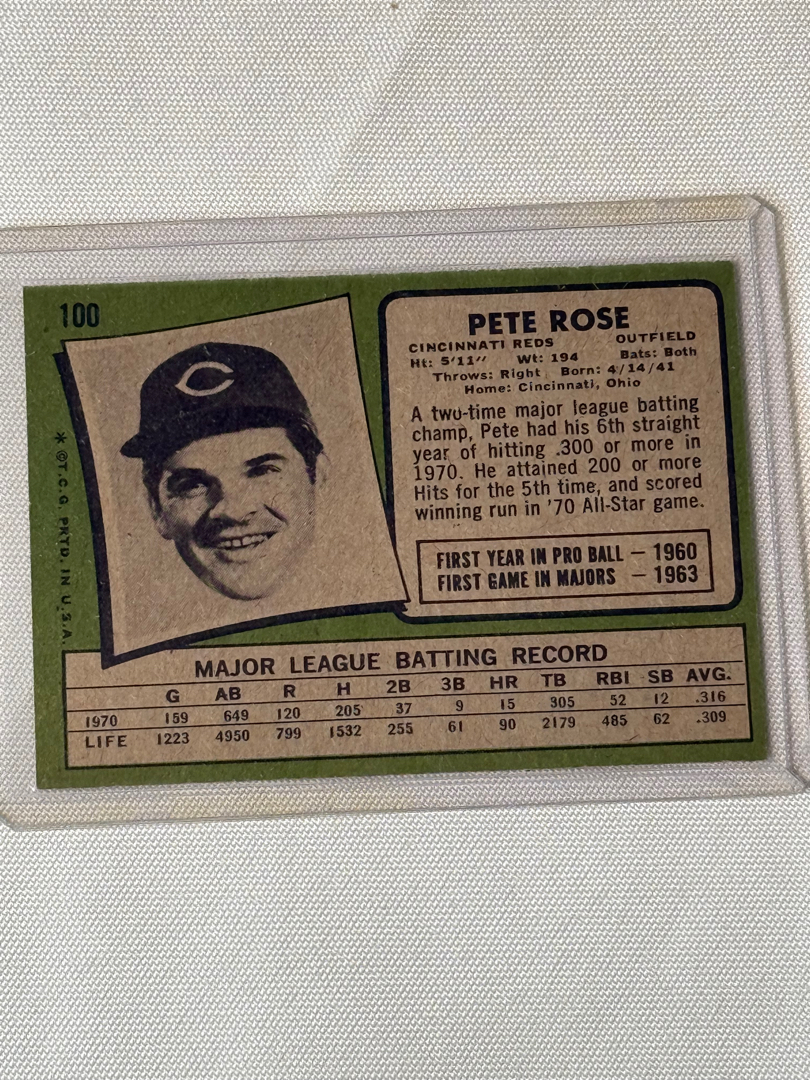 100
PETE ROSE
CINCINNATI REDS OUTFIELD
Ht: 5'11" Wt: 194 Bats: Both
Throws: Right Born: 4/14/41
Home: Cincinnati, Ohio
A two-time major league batting
champ, Pete had his 6th straight
year of hitting .300 or more in
1970. He attained 200 or more
Hits for the 5th time, and scored
winning run in '70 All-Star game.
FIRST YEAR IN PRO BALL – 1960
FIRST GAME IN MAJORS – 1963
* ©T.C.G. PRTD. IN U.S.A.
C
MAJOR LEAGUE BATTING RECORD
G AB R H 2B 3B HR TB RBI SB AVG.
1970 159 649 120 205 37 9 15 305 52 12 .316
LIFE 1223 4950 799 1532 255 61 90 2179 485 62 .309